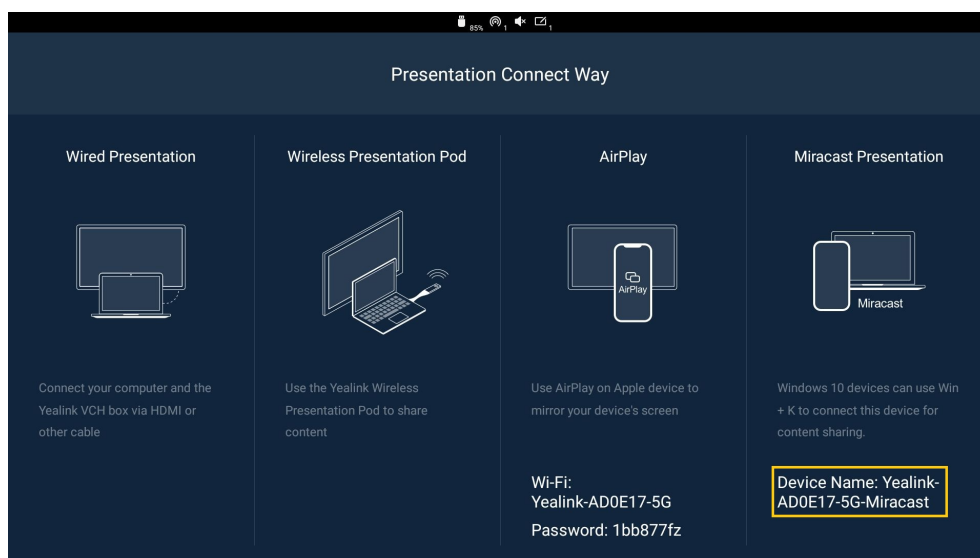 85% 1 1
Presentation Connect Way
Wired Presentation
Connect your computer and the
Yealink VCH box via HDMI or
other cable
Wireless Presentation Pod
Use the Yealink Wireless
Presentation Pod to share
content
AirPlay
AirPlay
Use AirPlay on Apple device to
mirror your device's screen
Wi-Fi:
Yealink-AD0E17-5G
Password: 1bb877fz
Miracast Presentation
Miracast
Windows 10 devices can use Win
+ K to connect this device for
content sharing.
Device Name: Yealink-
AD0E17-5G-Miracast